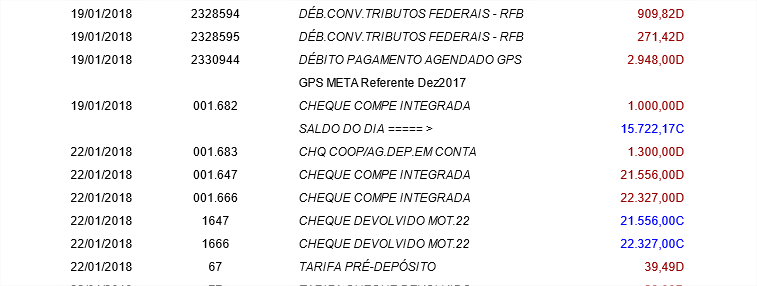 19/01/2018 2328594 DÉB.CONV.TRIBUTOS FEDERAIS - RFB 909,82D
19/01/2018 2328595 DÉB.CONV.TRIBUTOS FEDERAIS - RFB 271,42D
19/01/2018 2330944 DÉBITO PAGAMENTO AGENDADO GPS 2.948,00D
GPS META Referente Dez2017
19/01/2018 001.682 CHEQUE COMPE INTEGRADA 1.000,00D
SALDO DO DIA ===== > 15.722,17C
22/01/2018 001.683 CHQ COOP/AG.DEP.EM CONTA 1.300,00D
22/01/2018 001.647 CHEQUE COMPE INTEGRADA 21.556,00D
22/01/2018 001.666 CHEQUE COMPE INTEGRADA 22.327,00D
22/01/2018 1647 CHEQUE DEVOLVIDO MOT.22 21.556,00C
22/01/2018 1666 CHEQUE DEVOLVIDO MOT.22 22.327,00C
22/01/2018 67 TARIFA PRÉ-DEPÓSITO 39,49D